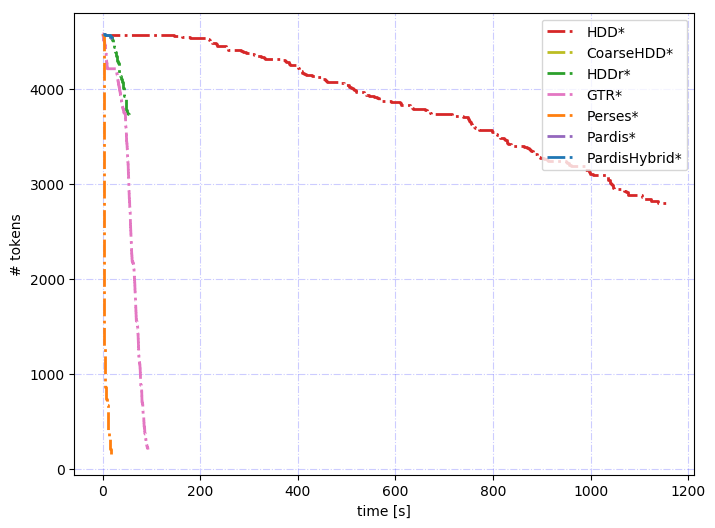 HDD*
CoarseHDD*
HDDr*
GTR*
Perses*
Pardis*
PardisHybrid*
# tokens
4000
3000
2000
1000
0
0 200 400 600 800 1000 1200
time [s]